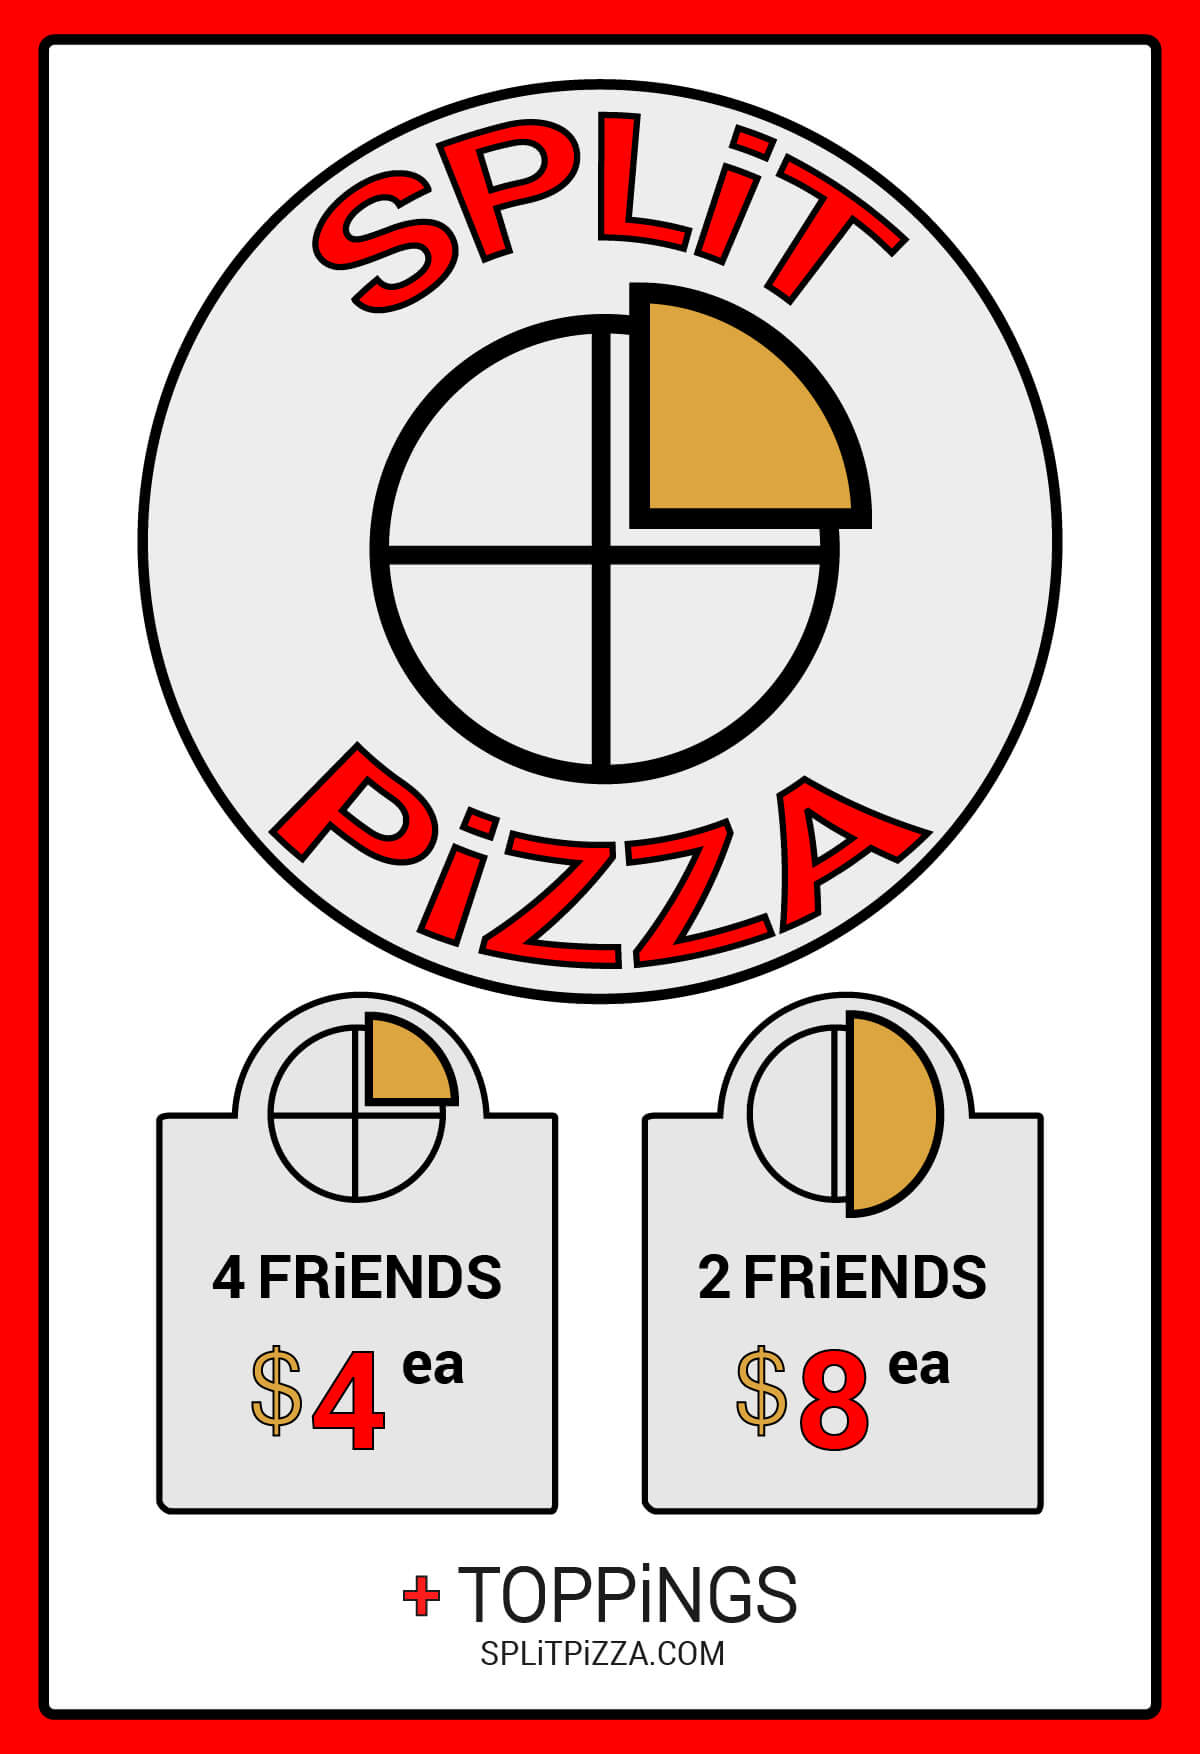 SPLiT
PiZZA
4 FRiENDS
$4 ea
2 FRiENDS
$8 ea
+ TOPPiNGS
SPLiTPiZZA.COM